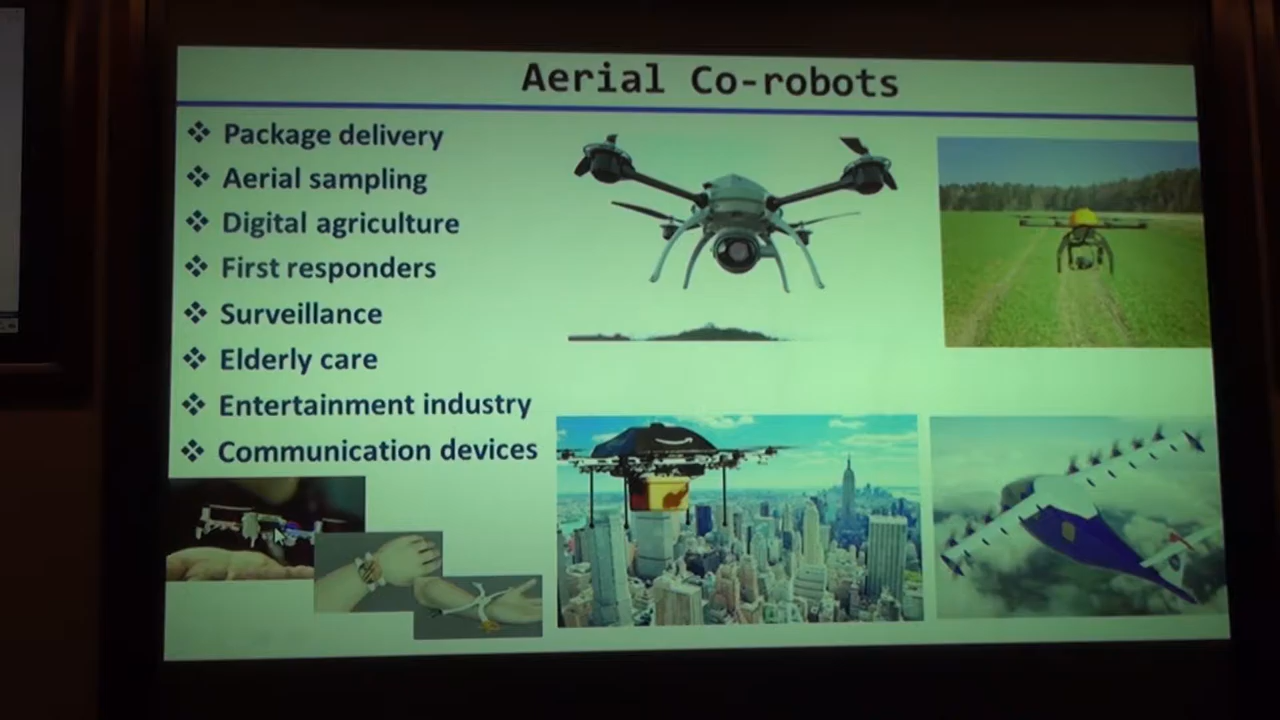 Aerial Co-robots
Package delivery
Aerial sampling
Digital agriculture
First responders
Surveillance
Elderly care
Entertainment industry
Communication devices